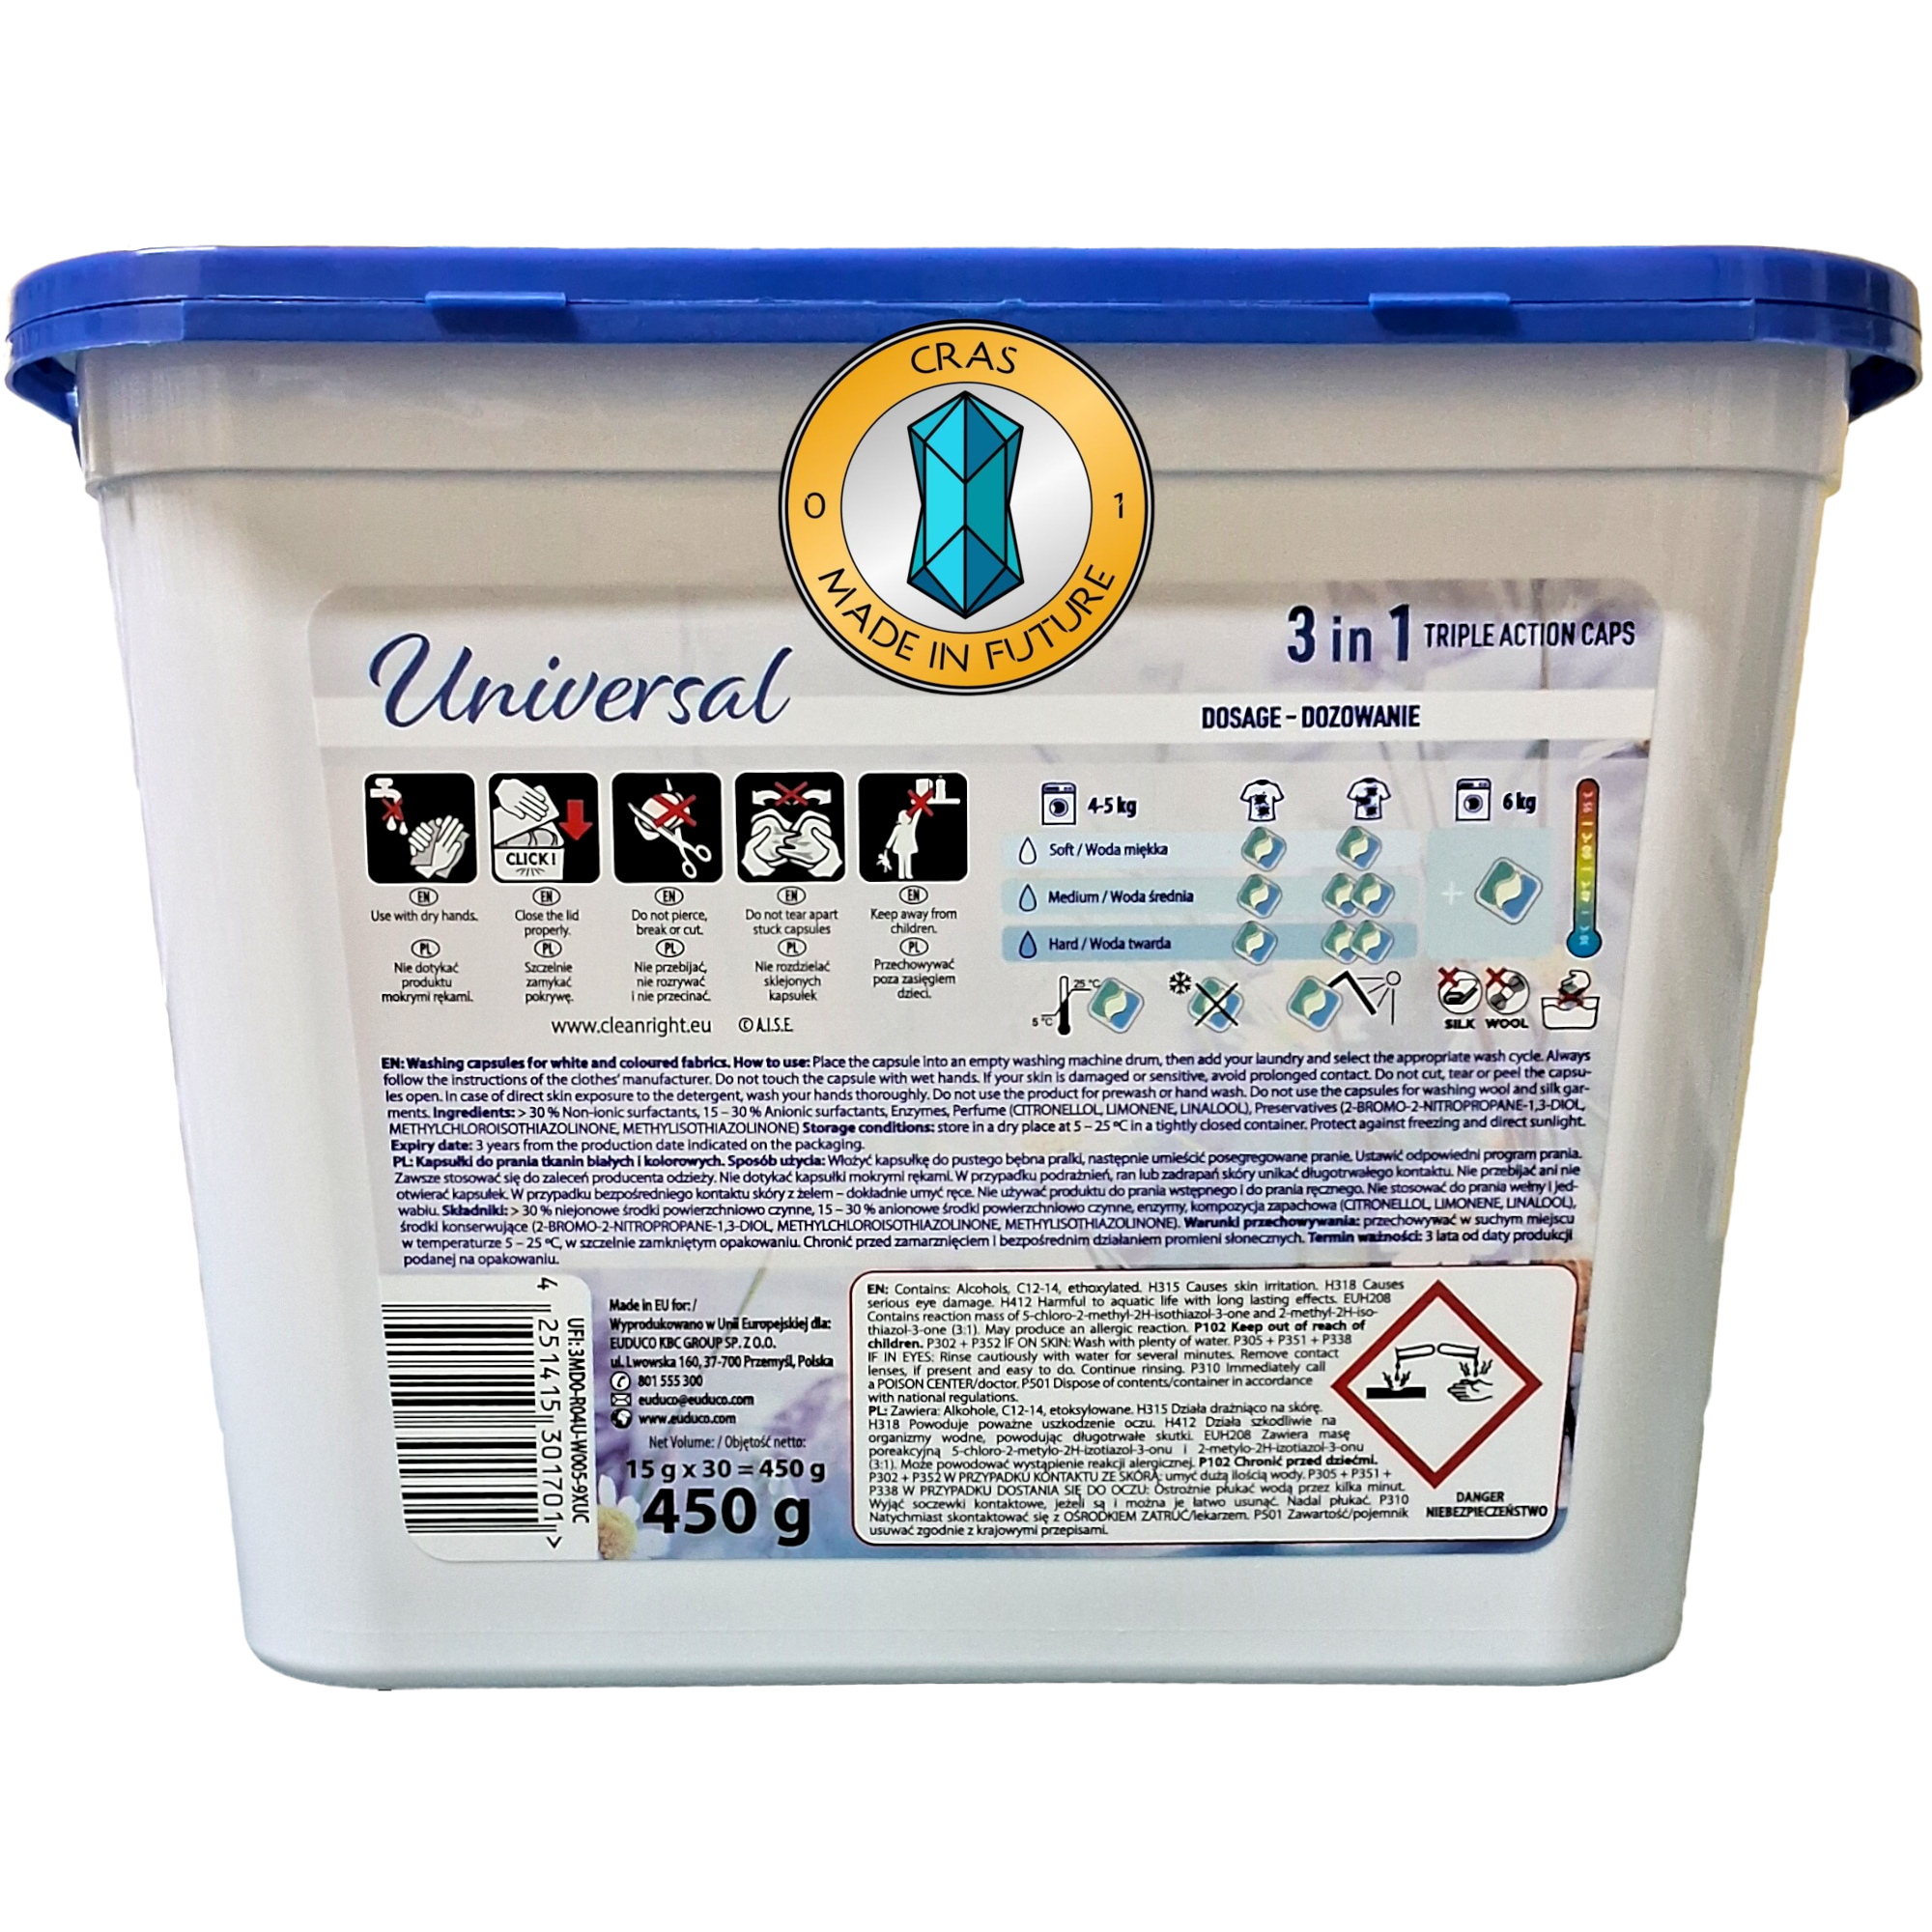 CRAS
0 1
MADE IN FUTURE
Universal
3 in 1 TRIPLE ACTION CAPS
DOSAGE – DOZOWANIE
CLICK!
EN
Use with dry hands.
PL
Nie dotykać
produktu
mokrymi rękami.
EN
Close the lid
properly.
PL
Szczelnie
zamykać
pokrywę.
EN
Do not pierce,
break or cut.
PL
Nie przebijać,
nie rozrywać
i nie przecinać.
EN
Do not tear apart
stuck capsules
PL
Nie rozdzielać
sklejonych
kapsułek
EN
Keep away from
children.
PL
Przechowywać
poza zasięgiem
dzieci.
www.cleanright.eu © A.I.S.E.
4-5 kg
6 kg
Soft / Woda miękka
Medium / Woda średnia
+
Hard / Woda twarda
95 °C
60 °C
40 °C
30 °C
25 °C
5 °C
SILK WOOL
EN: Washing capsules for white and coloured fabrics. How to use: Place the capsule into an empty washing machine drum, then add your laundry and select the appropriate wash cycle. Always
follow the instructions of the clothes' manufacturer. Do not touch the capsule with wet hands. If your skin is damaged or sensitive, avoid prolonged contact. Do not cut, tear or peel the capsu-
les open. In case of direct skin exposure to the detergent, wash your hands thoroughly. Do not use the product for prewash or hand wash. Do not use the capsules for washing wool and silk gar-
ments. Ingredients: > 30 % Non-ionic surfactants, 15 – 30 % Anionic surfactants, Enzymes, Perfume (CITRONELLOL, LIMONENE, LINALOOL), Preservatives (2-BROMO-2-NITROPROPANE-1,3-DIOL,
METHYLCHLOROISOTHIAZOLINONE, METHYLISOTHIAZOLINONE) Storage conditions: store in a dry place at 5 – 25 °C in a tightly closed container. Protect against freezing and direct sunlight.
Expiry date: 3 years from the production date indicated on the packaging.
PL: Kapsułki do prania tkanin białych i kolorowych. Sposób użycia: Włożyć kapsułkę do pustego bębna pralki, następnie umieścić posegregowane pranie. Ustawić odpowiedni program prania.
Zawsze stosować się do zaleceń producenta odzieży. Nie dotykać kapsułki mokrymi rękami. W przypadku podrażnień, ran lub zadrapań skóry unikać długotrwałego kontaktu. Nie przebijać ani nie
otwierać kapsułek. W przypadku bezpośredniego kontaktu skóry z żelem – dokładnie umyć ręce. Nie używać produktu do prania wstępnego i do prania ręcznego. Nie stosować do prania wełny i jed-
wabiu. Składniki: > 30 % niejonowe środki powierzchniowo czynne, 15 – 30 % anionowe środki powierzchniowo czynne, enzymy, kompozycja zapachowa (CITRONELLOL, LIMONENE, LINALOOL),
środki konserwujące (2-BROMO-2-NITROPROPANE-1,3-DIOL, METHYLCHLOROISOTHIAZOLINONE, METHYLISOTHIAZOLINONE). Warunki przechowywania: przechowywać w suchym miejscu
w temperaturze 5 – 25 °C, w szczelnie zamkniętym opakowaniu. Chronić przed zamarznięciem i bezpośrednim działaniem promieni słonecznych. Termin ważności: 3 lata od daty produkcji
podanej na opakowaniu.
4 251415 301701 >
UFI: 3MD0-R04U-W005-9XUC
Made in EU for: /
Wyprodukowano w Unii Europejskiej dla:
EUDUCO KBC GROUP SP. Z O.O.
ul. Lwowska 160, 37-700 Przemyśl, Polska
801 555 300
euduco@euduco.com
www.euduco.com
Net Volume: / Objętość netto:
15 g x 30 = 450 g
450 g
EN: Contains: Alcohols, C12-14, ethoxylated. H315 Causes skin irritation. H318 Causes
serious eye damage. H412 Harmful to aquatic life with long lasting effects. EUH208
Contains reaction mass of 5-chloro-2-methyl-2H-isothiazol-3-one and 2-methyl-2H-iso-
thiazol-3-one (3:1). May produce an allergic reaction. P102 Keep out of reach of
children. P302 + P352 IF ON SKIN: Wash with plenty of water. P305 + P351 + P338
IF IN EYES: Rinse cautiously with water for several minutes. Remove contact
lenses, if present and easy to do. Continue rinsing. P310 Immediately call
a POISON CENTER/doctor. P501 Dispose of contents/container in accordance
with national regulations.
PL: Zawiera: Alkohole, C12-14, etoksylowane. H315 Działa drażniąco na skórę.
H318 Powoduje poważne uszkodzenie oczu. H412 Działa szkodliwie na
organizmy wodne, powodując długotrwałe skutki. EUH208 Zawiera masę
poreakcyjną 5-chloro-2-metylo-2H-izotiazol-3-onu i 2-metylo-2H-izotiazol-3-onu
(3:1). Może powodować wystąpienie reakcji alergicznej. P102 Chronić przed dziećmi.
P302 + P352 W PRZYPADKU KONTAKTU ZE SKÓRĄ: umyć dużą ilością wody. P305 + P351 +
P338 W PRZYPADKU DOSTANIA SIĘ DO OCZU: Ostrożnie płukać wodą przez kilka minut.
Wyjąć soczewki kontaktowe, jeżeli są i można je łatwo usunąć. Nadal płukać. P310
Natychmiast skontaktować się z OŚRODKIEM ZATRUĆ/lekarzem. P501 Zawartość/pojemnik
usuwać zgodnie z krajowymi przepisami.
DANGER
NIEBEZPIECZEŃSTWO